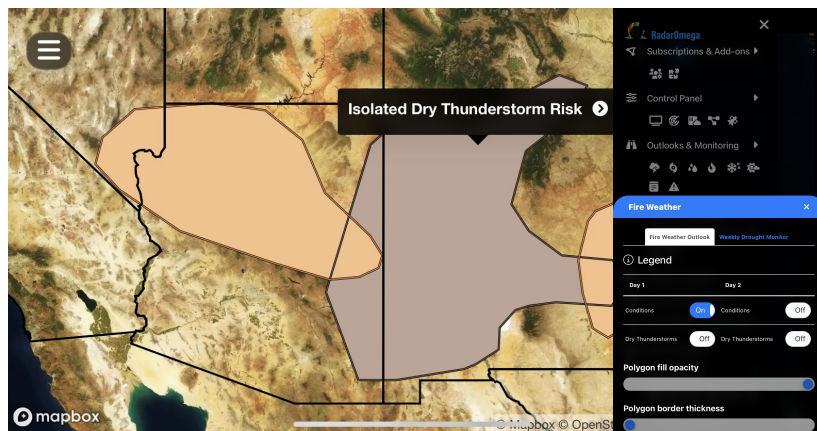 RadarOmega
Subscriptions & Add-ons
Control Panel
Outlooks & Monitoring
Isolated Dry Thunderstorm Risk
Fire Weather
Fire Weather Outlook Weekly Drought Monitor
Legend
Day 1 Day 2
Conditions On Conditions Off
Dry Thunderstorms Off Dry Thunderstorms Off
Polygon fill opacity
Polygon border thickness
mapbox
© Mapbox © OpenSt